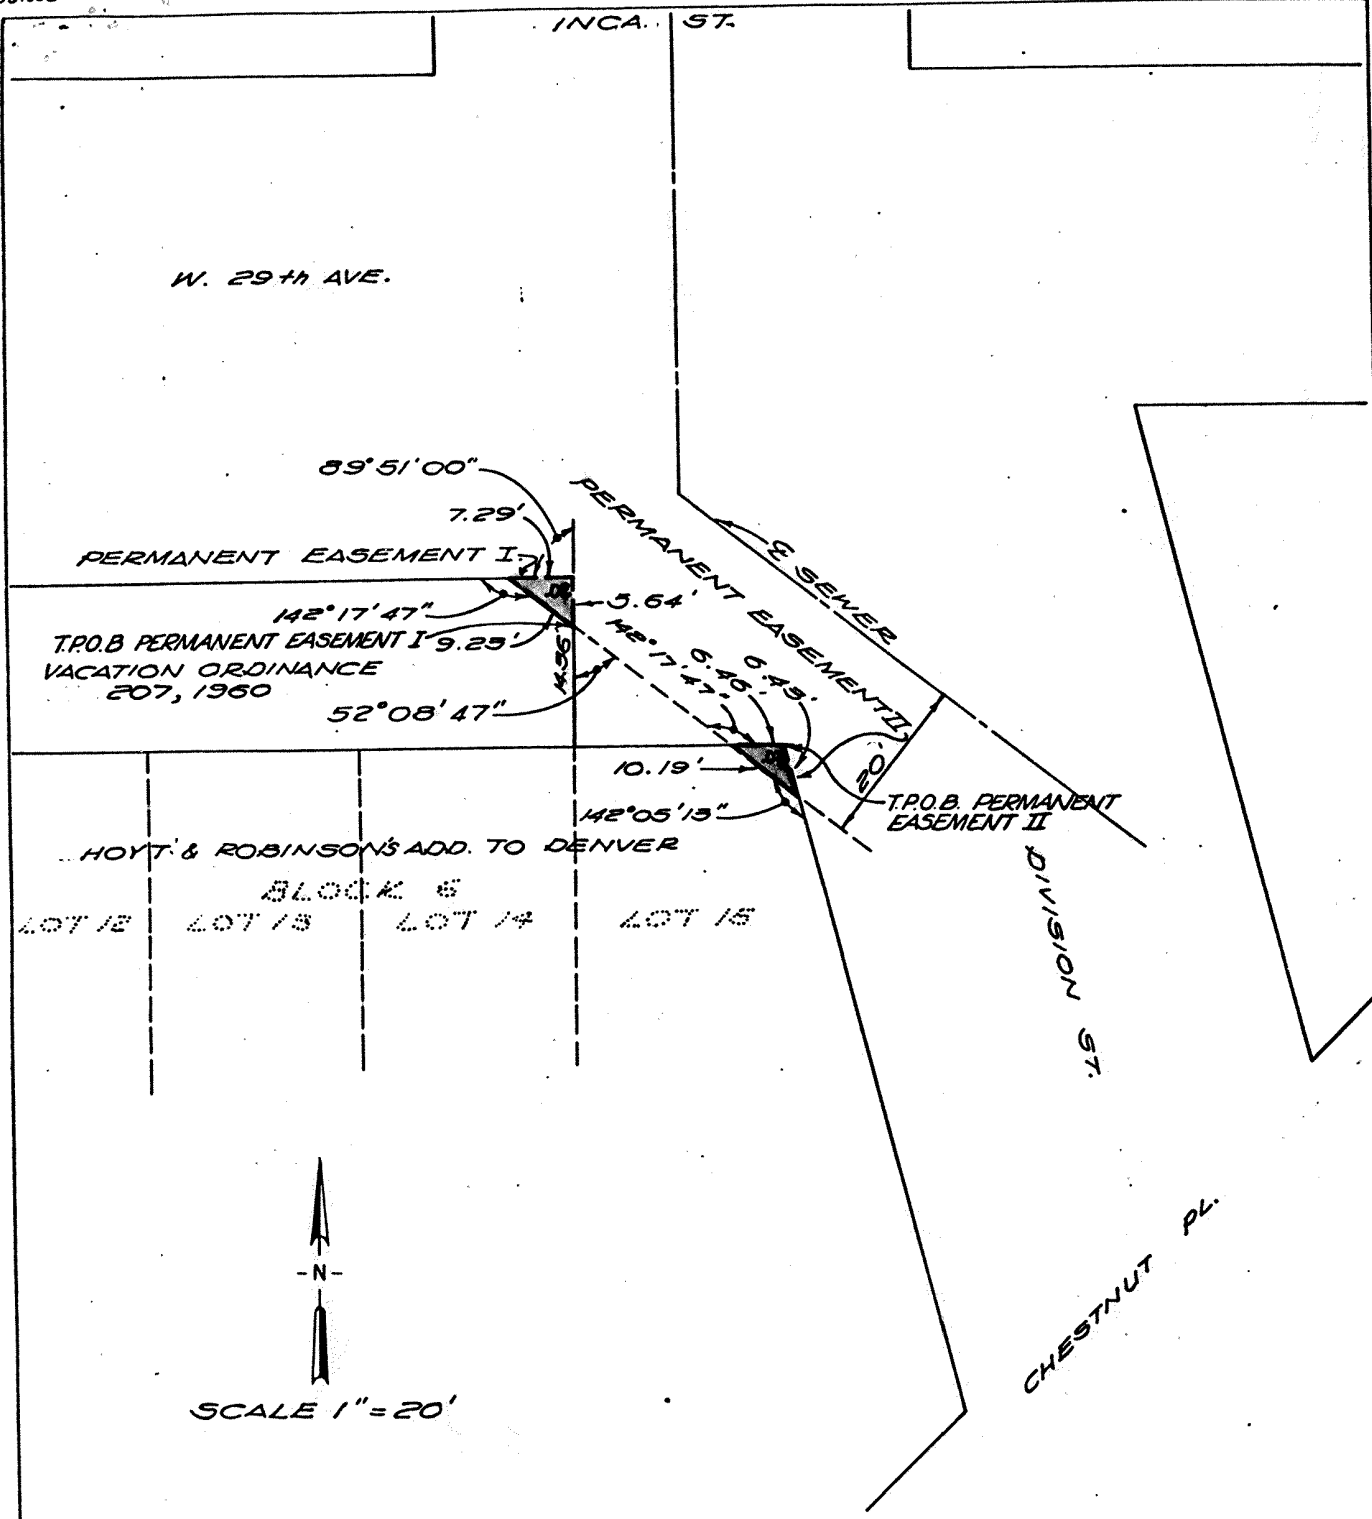 INCA ST.
W. 29th AVE.
89°51'00"
7.29'
PERMANENT EASEMENT I
142°17'47"
T.P.O.B PERMANENT EASEMENT I
9.23'
VACATION ORDINANCE
207, 1960
52°08'47"
14.36'
5.64'
PERMANENT EASEMENT II
℄ SEWER
142°17'47"
6.46'
6.43'
20'
10.19'
142°05'13"
T.P.O.B. PERMANENT
EASEMENT II
HOYT & ROBINSON'S ADD. TO DENVER
BLOCK 6
LOT 12
LOT 13
LOT 14
LOT 15
DIVISION ST.
CHESTNUT PL.
-N-
SCALE 1"=20'